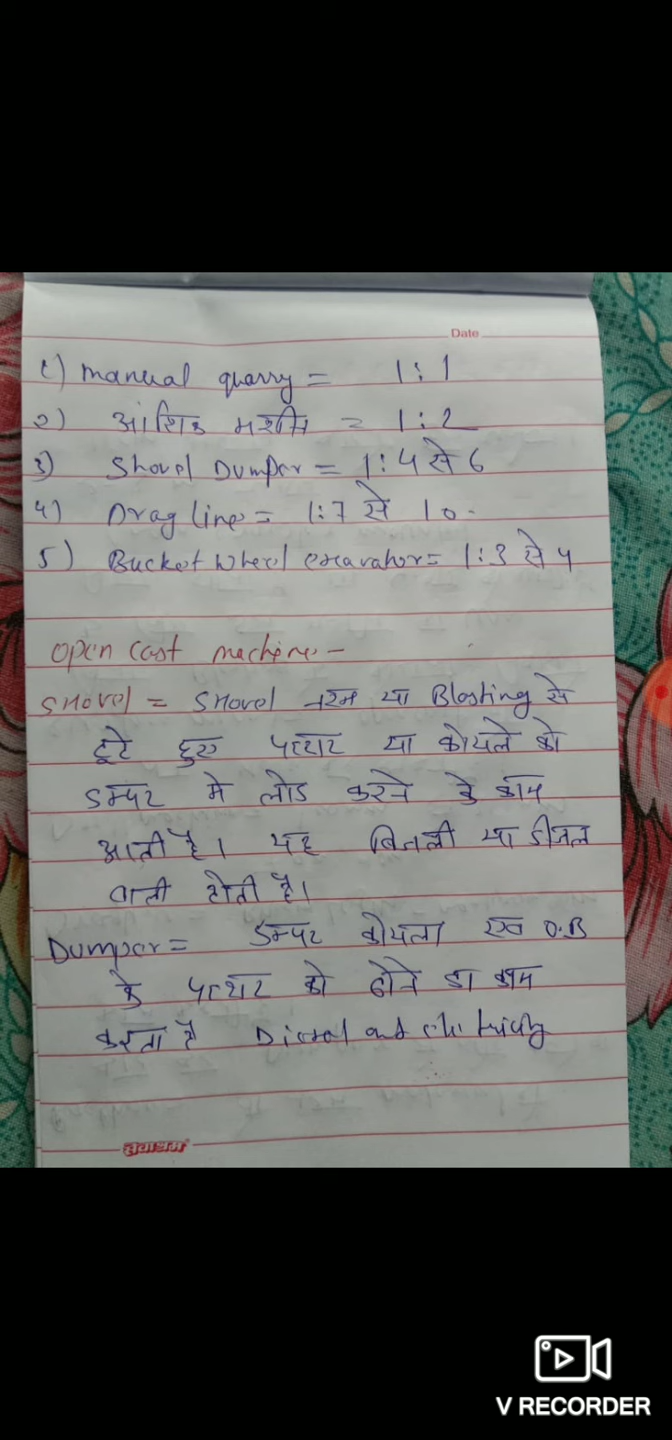 Date
1) manual quarry = 1:1
2) आंशिक मशीन = 1:2
3) Shovel Dumper = 1:4 से 6
4) Drag line = 1:7 से 10.
5) Bucket wheel excavator = 1:3 से 4
open cast machine -
SHovel = SHovel नरम या Blasting से
टूटे हुए पत्थर या कोयले को
डम्पर मे लोड करने के काम
आती है। यह बिजली या डीजल
वाली होती है।
Dumper = डम्पर कोयला एवं O.B
के पत्थर को ढोने का काम
करता है Diesel and electricity
V RECORDER